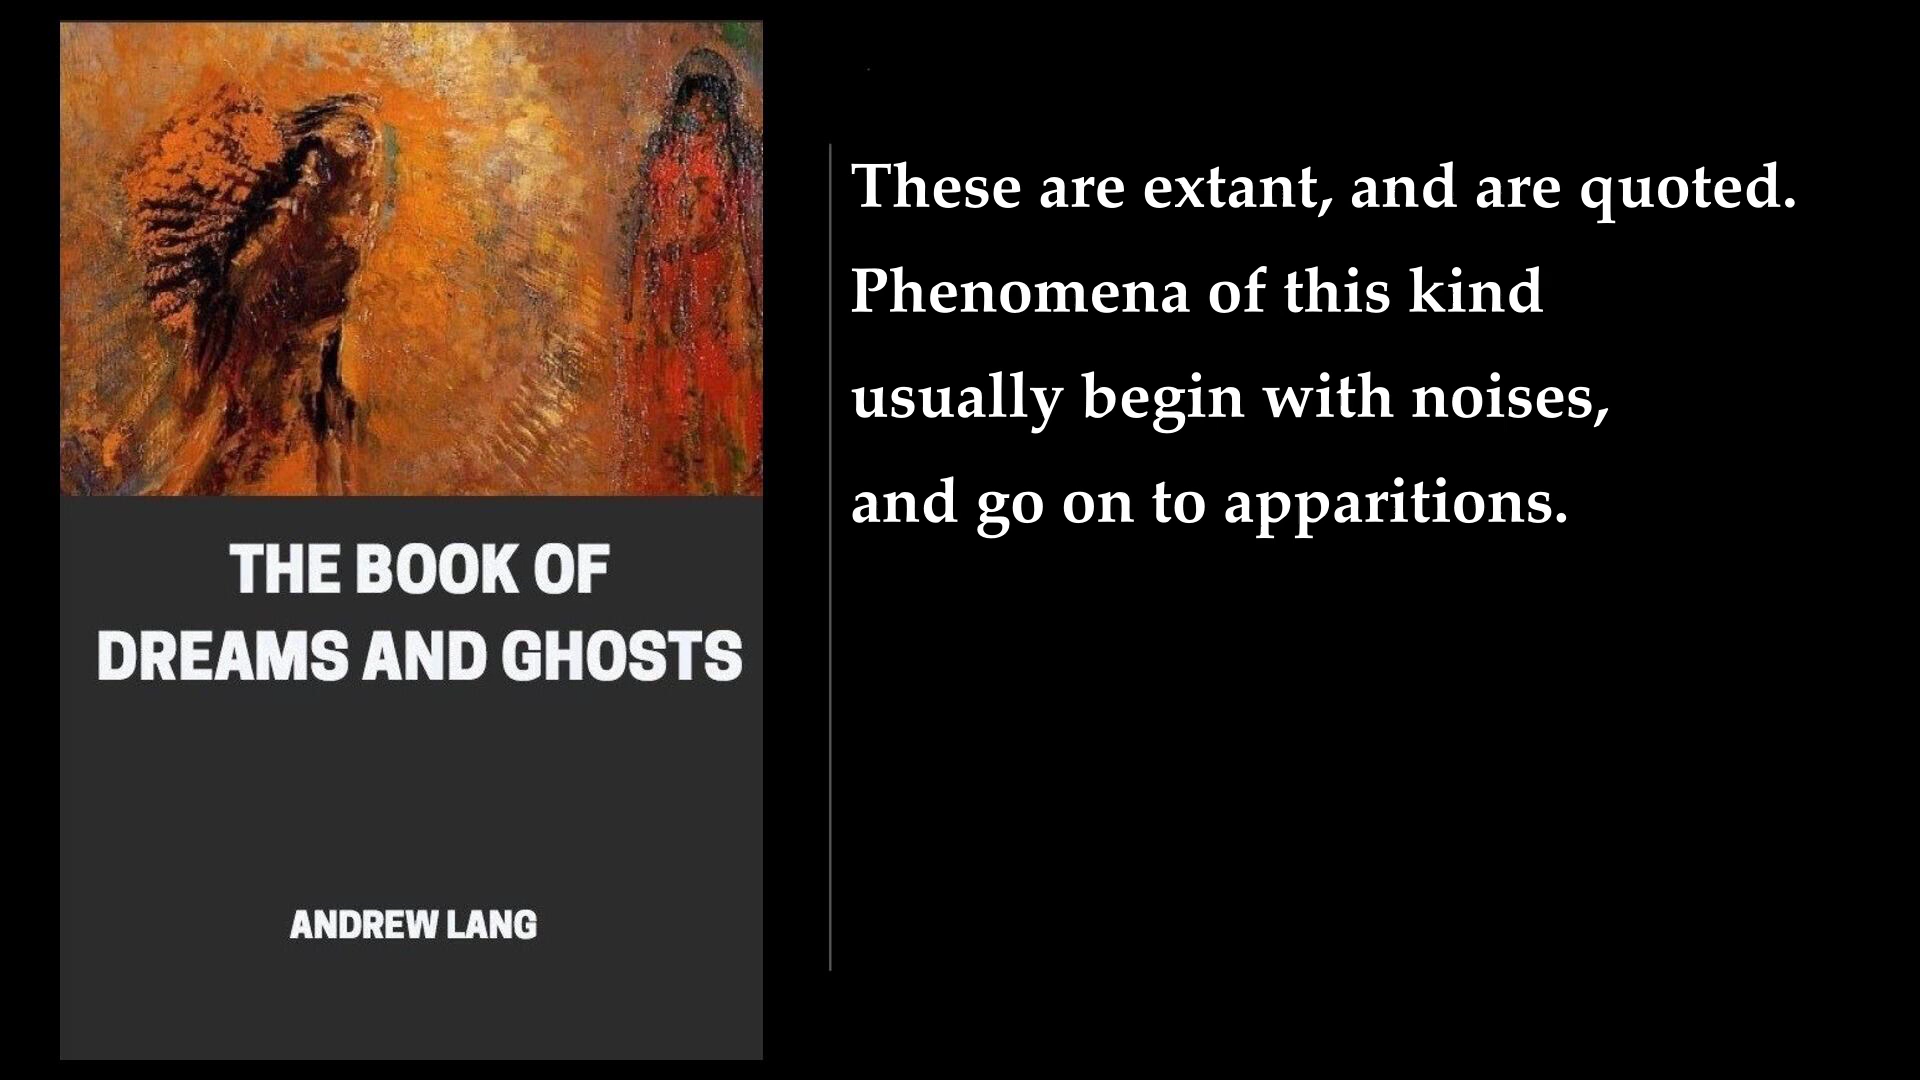 THE BOOK OF
DREAMS AND GHOSTS
ANDREW LANG
These are extant, and are quoted.
Phenomena of this kind
usually begin with noises,
and go on to apparitions.